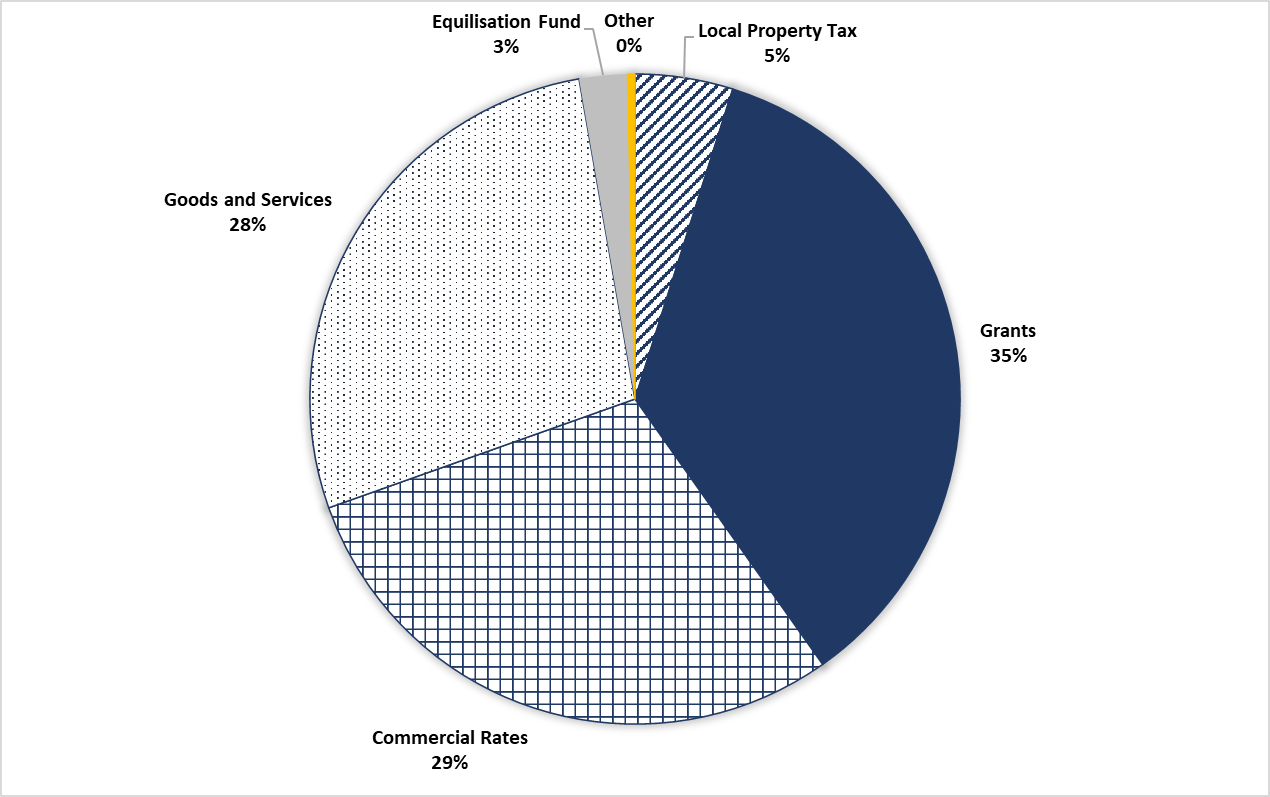 Equilisation Fund
3%
Other
0%
Local Property Tax
5%
Goods and Services
28%
Grants
35%
Commercial Rates
29%